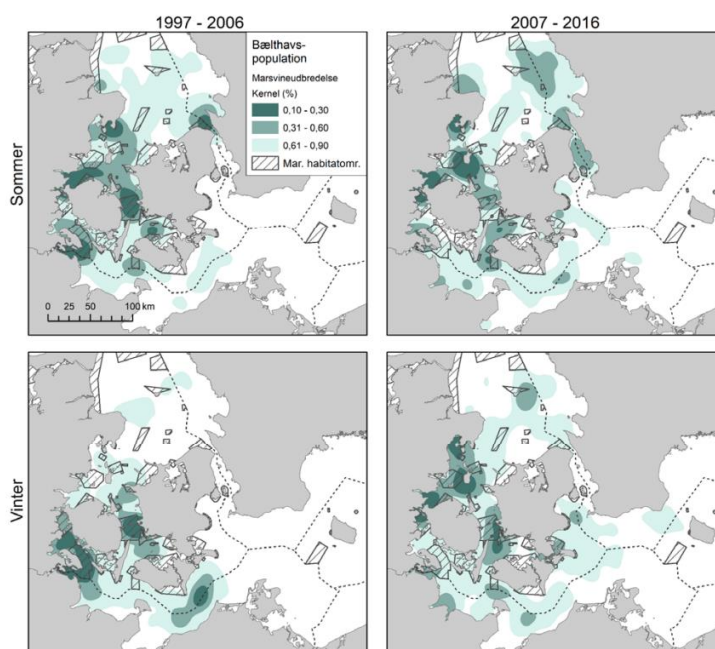 1997 - 2006
2007 - 2016
Sommer
Bælthavs-
population
Marsvineudbredelse
Kernel (%)
0,10 - 0,30
0,31 - 0,60
0,61 - 0,90
Mar. habitatomr.
0 25 50 100 km
Vinter